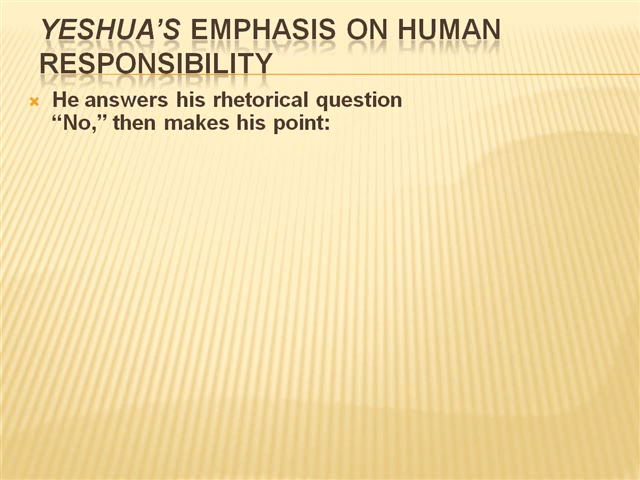 YESHUA’S EMPHASIS ON HUMAN
RESPONSIBILITY
He answers his rhetorical question
“No,” then makes his point: